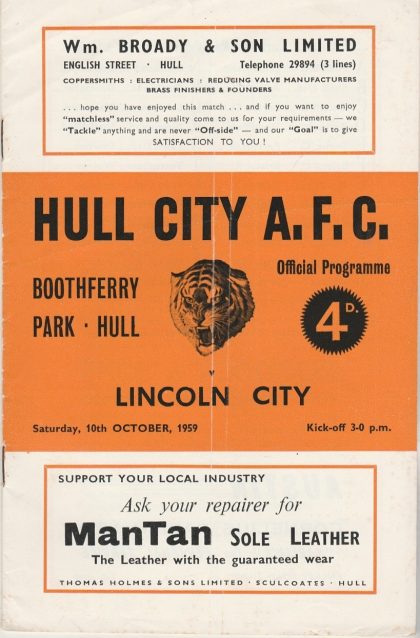 Wm. BROADY & SON LIMITED
ENGLISH STREET · HULL Telephone 29894 (3 lines)
COPPERSMITHS : ELECTRICIANS : REDUCING VALVE MANUFACTURERS
BRASS FINISHERS & FOUNDERS
. . . hope you have enjoyed this match . . . and if you want to enjoy
"matchless" service and quality come to us for your requirements — we
"Tackle" anything and are never "Off-side" — and our "Goal" is to give
SATISFACTION TO YOU !
HULL CITY A.F.C.
Official Programme
BOOTHFERRY
PARK · HULL
4D.
v
LINCOLN CITY
Saturday, 10th OCTOBER, 1959 Kick-off 3-0 p.m.
SUPPORT YOUR LOCAL INDUSTRY
Ask your repairer for
ManTan SOLE LEATHER
The Leather with the guaranteed wear
THOMAS HOLMES & SONS LIMITED · SCULCOATES · HULL